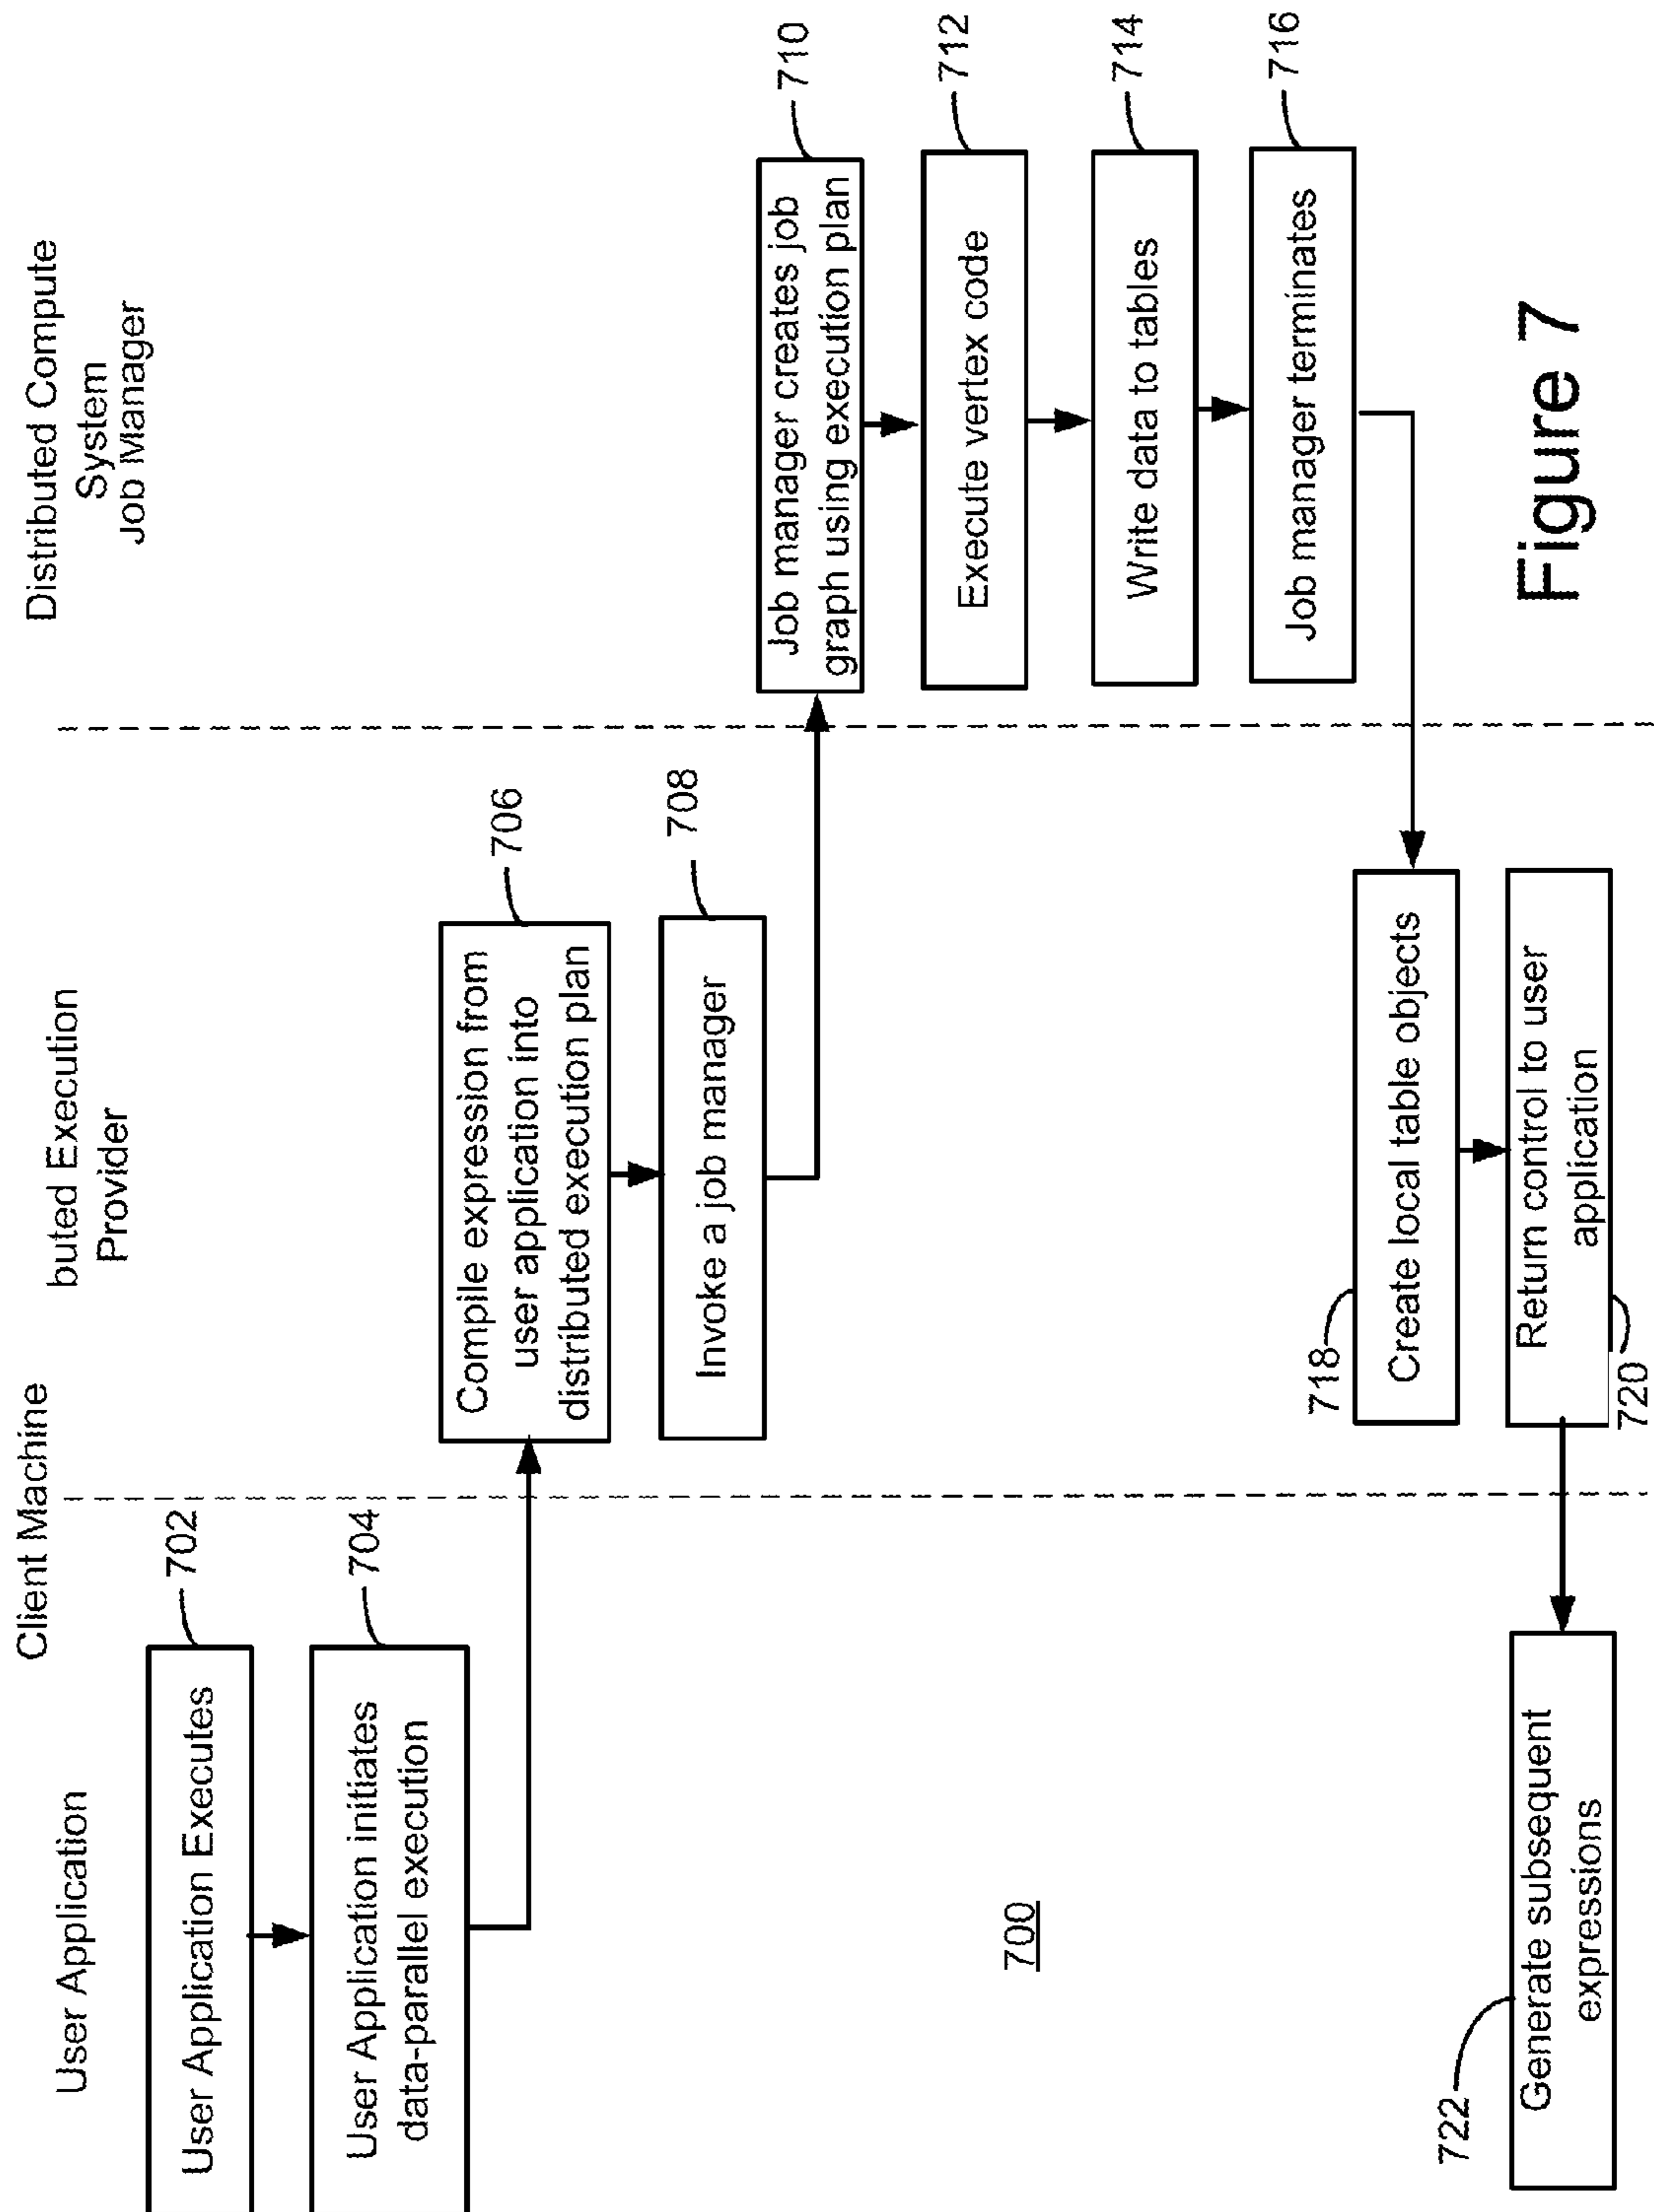 Client Machine
User Application
buted Execution
Provider
Distributed Compute
System
Job Manager
User Application Executes
702
User Application initiates
data-parallel execution
704
Compile expression from
user application into
distributed execution plan
706
Invoke a job manager
708
Job manager creates job
graph using execution plan
710
Execute vertex code
712
Write data to tables
714
Job manager terminates
716
718
Create local table objects
Return control to user
application
720
722
Generate subsequent
expressions
700
Figure 7